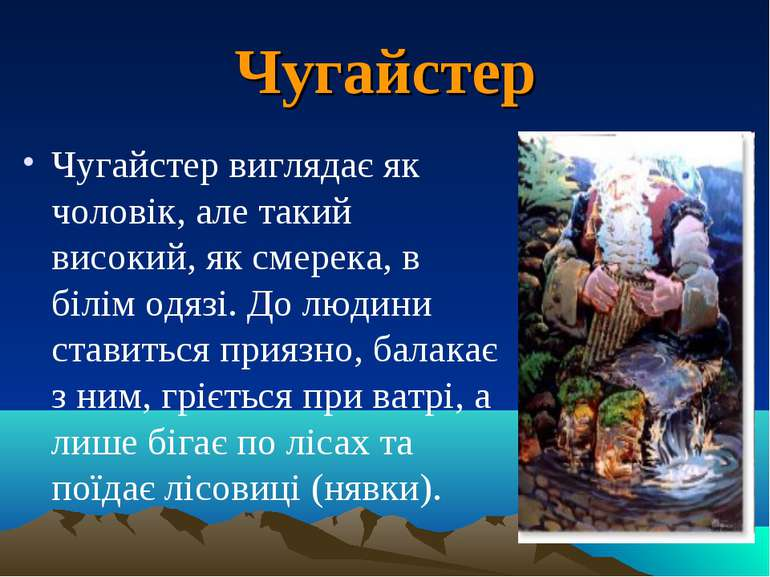 Чугайстер
• Чугайстер виглядає як
чоловік, але такий
високий, як смерека, в
білім одязі. До людини
ставиться приязно, балакає
з ним, гріється при ватрі, а
лише бігає по лісах та
поїдає лісовиці (нявки).